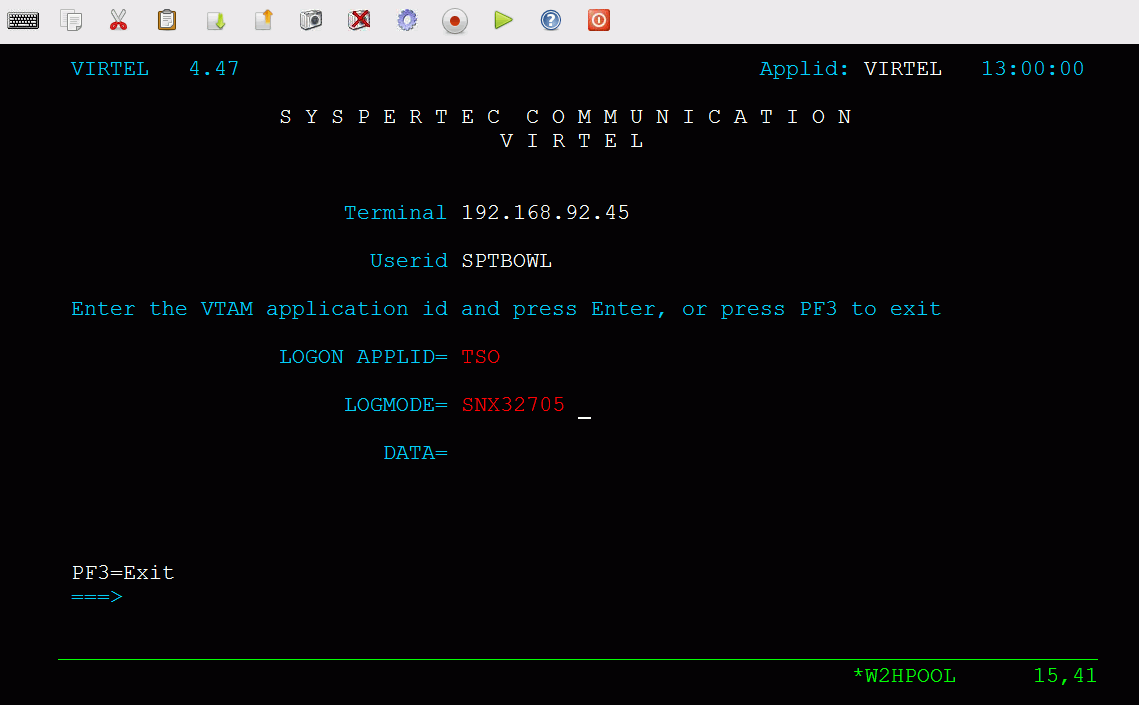 VIRTEL 4.47 Applid: VIRTEL 13:00:00
S Y S P E R T E C C O M M U N I C A T I O N
V I R T E L
Terminal 192.168.92.45
Userid SPTBOWL
Enter the VTAM application id and press Enter, or press PF3 to exit
LOGON APPLID= TSO
LOGMODE= SNX32705 _
DATA=
PF3=Exit
===>
*W2HPOOL 15,41